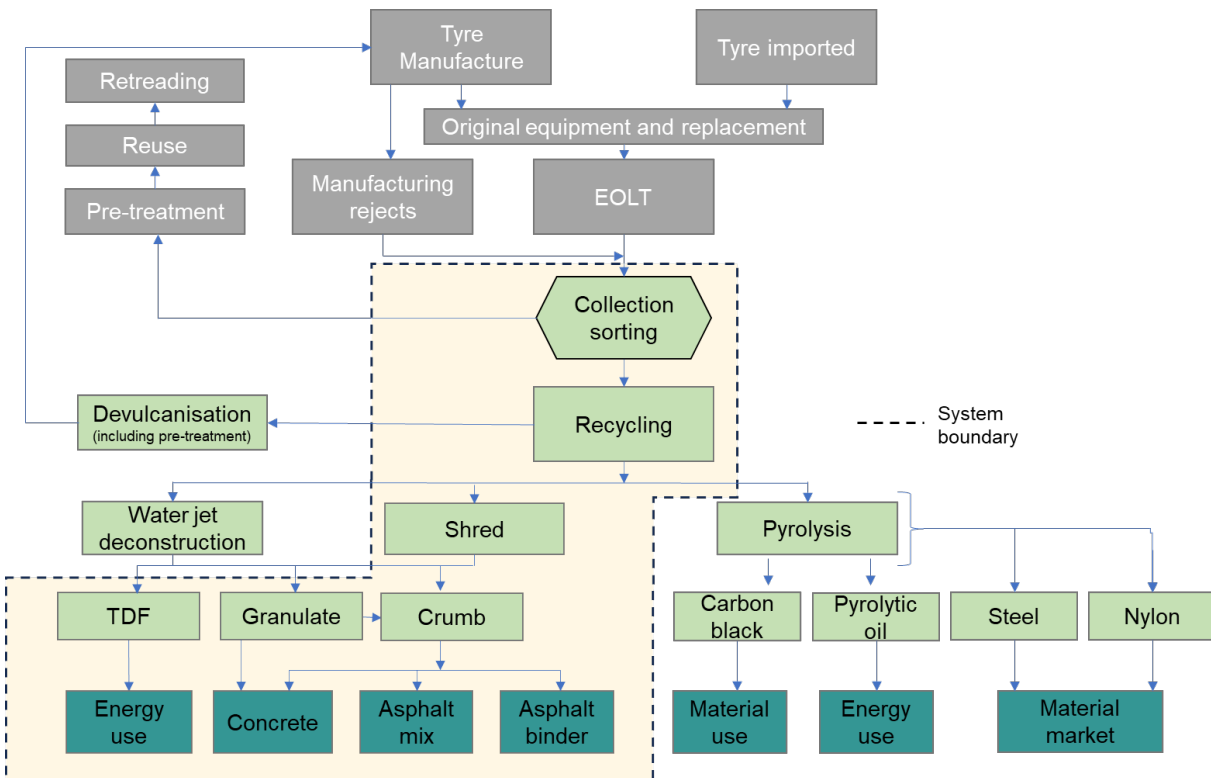 Tyre
Manufacture
Tyre imported
Retreading
Original equipment and replacement
Reuse
Manufacturing
rejects
EOLT
Pre-treatment
Collection
sorting
Devulcanisation
(including pre-treatment)
Recycling
System
boundary
Water jet
deconstruction
Shred
Pyrolysis
TDF
Granulate
Crumb
Carbon
black
Pyrolytic
oil
Steel
Nylon
Energy
use
Concrete
Asphalt
mix
Asphalt
binder
Material
use
Energy
use
Material
market